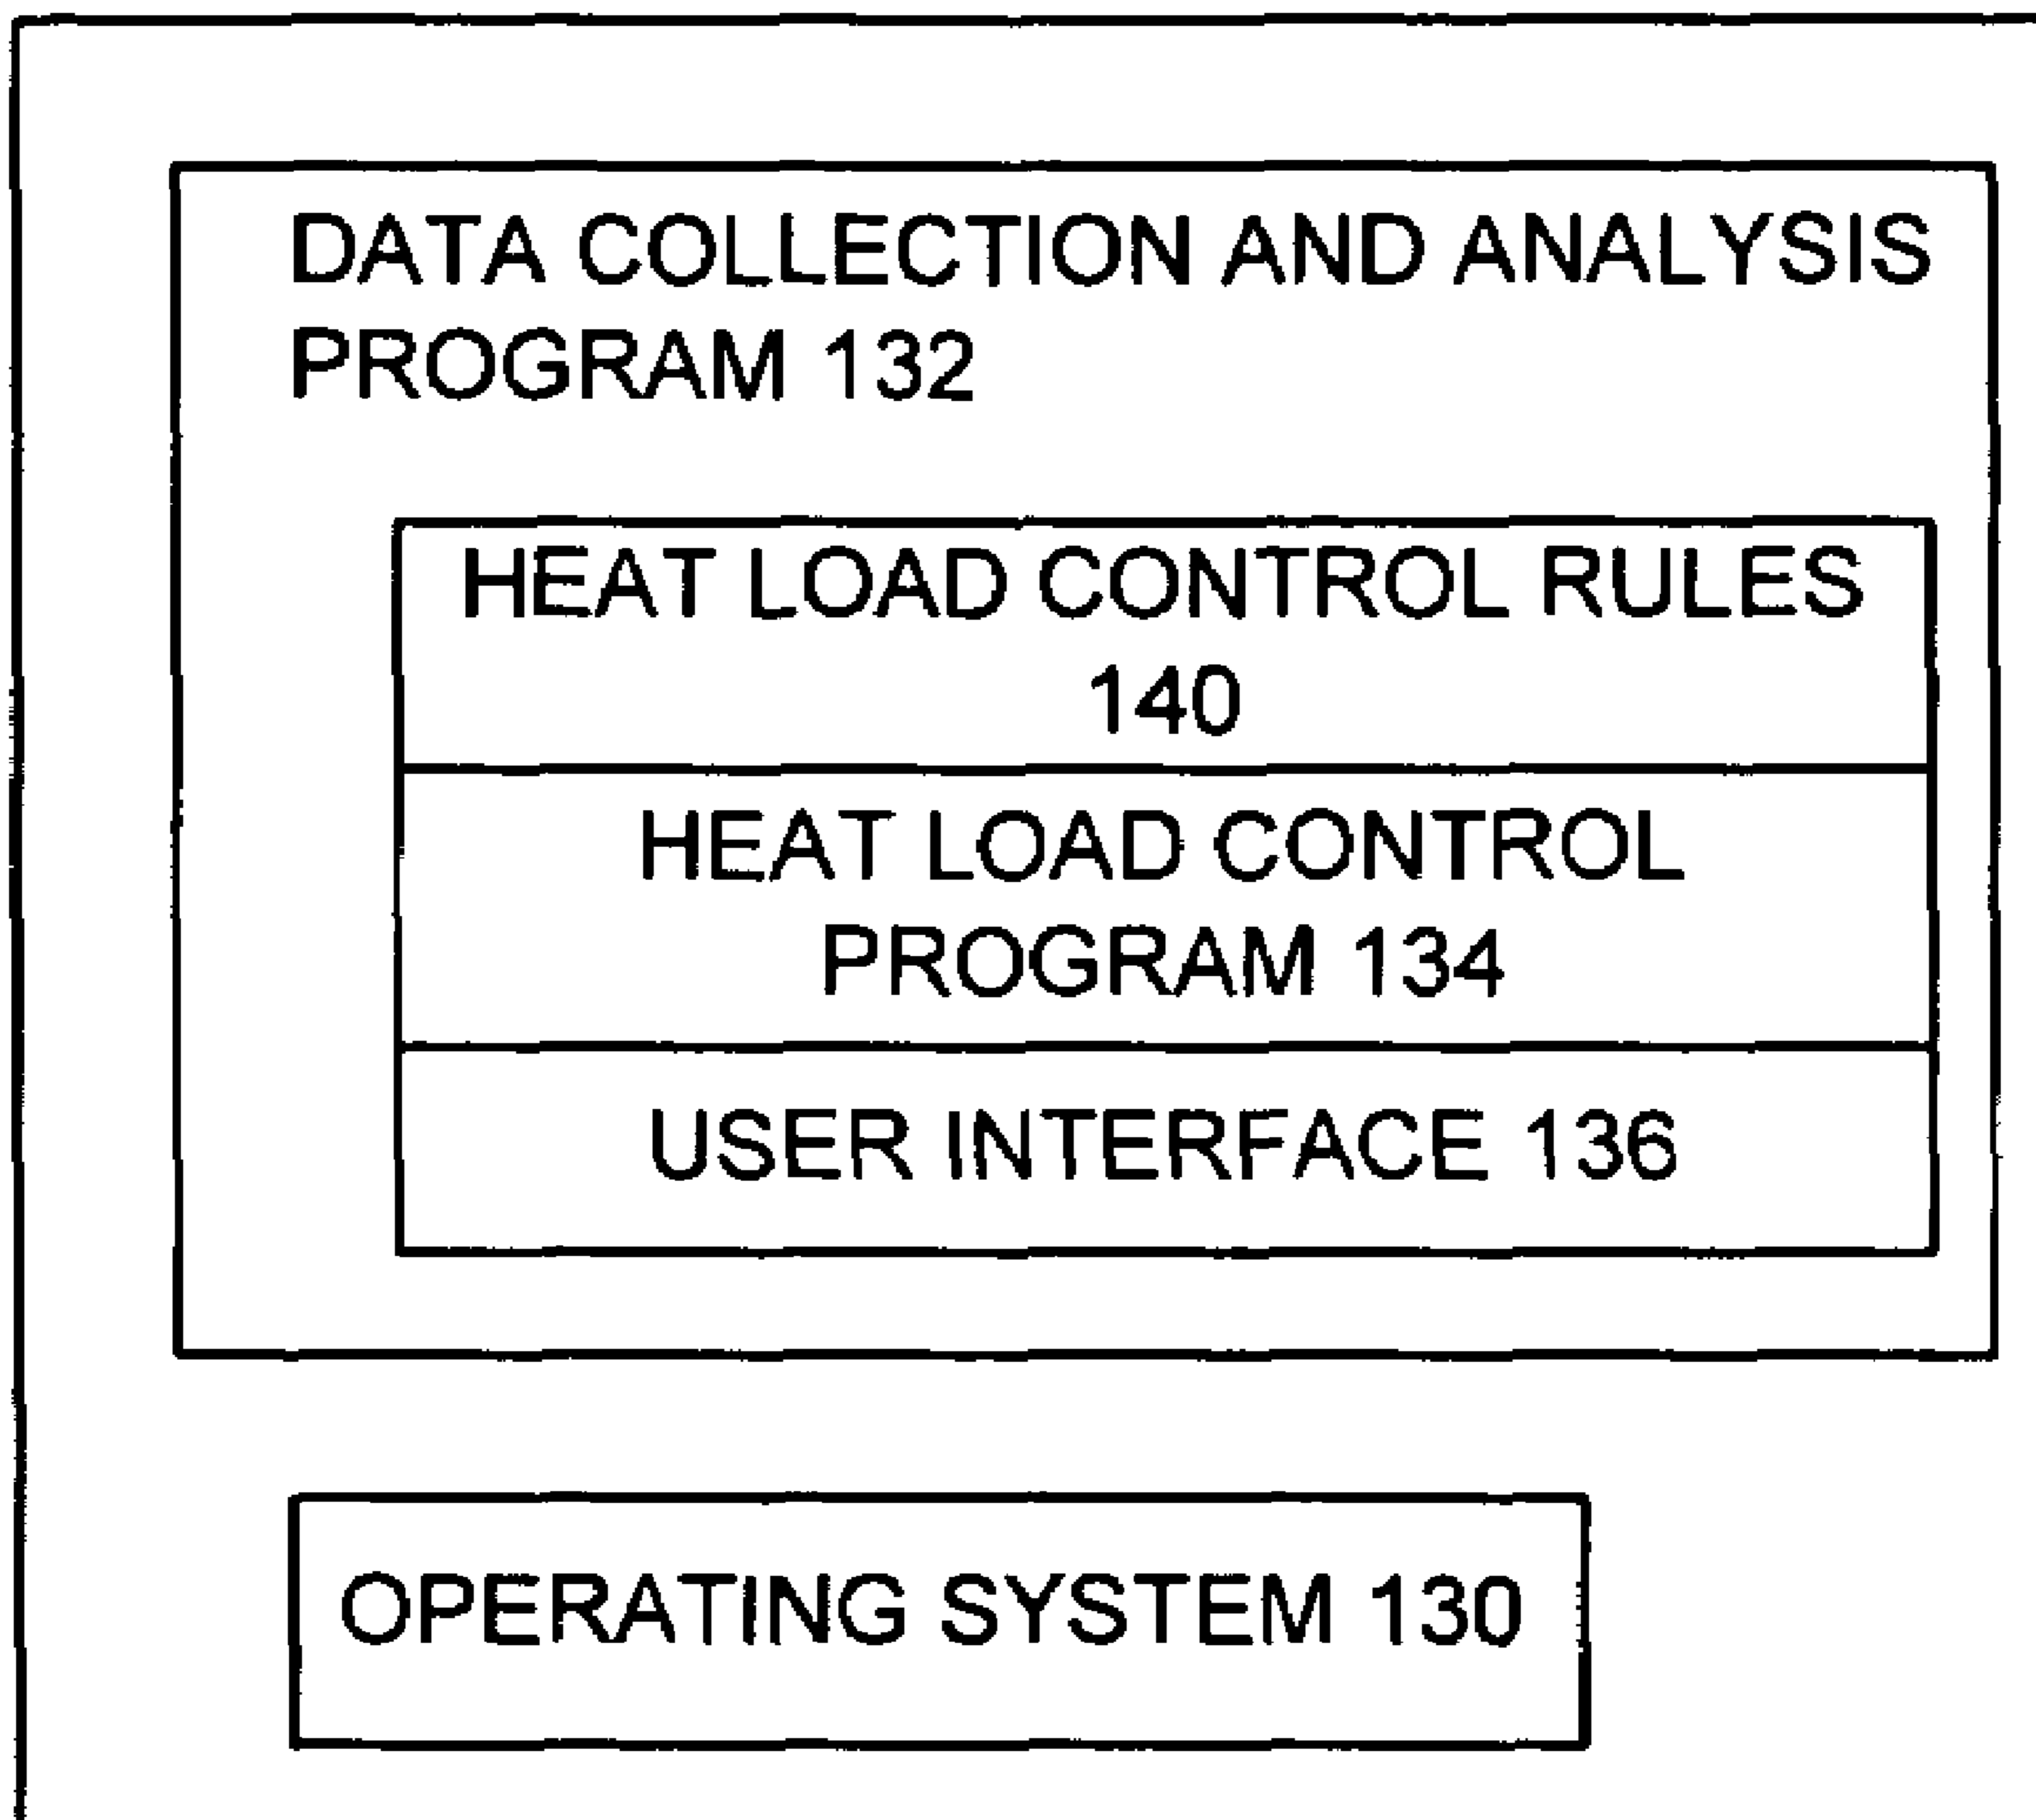 DATA COLLECTION AND ANALYSIS
PROGRAM 132
HEAT LOAD CONTROL RULES
140
HEAT LOAD CONTROL
PROGRAM 134
USER INTERFACE 136
OPERATING SYSTEM 130